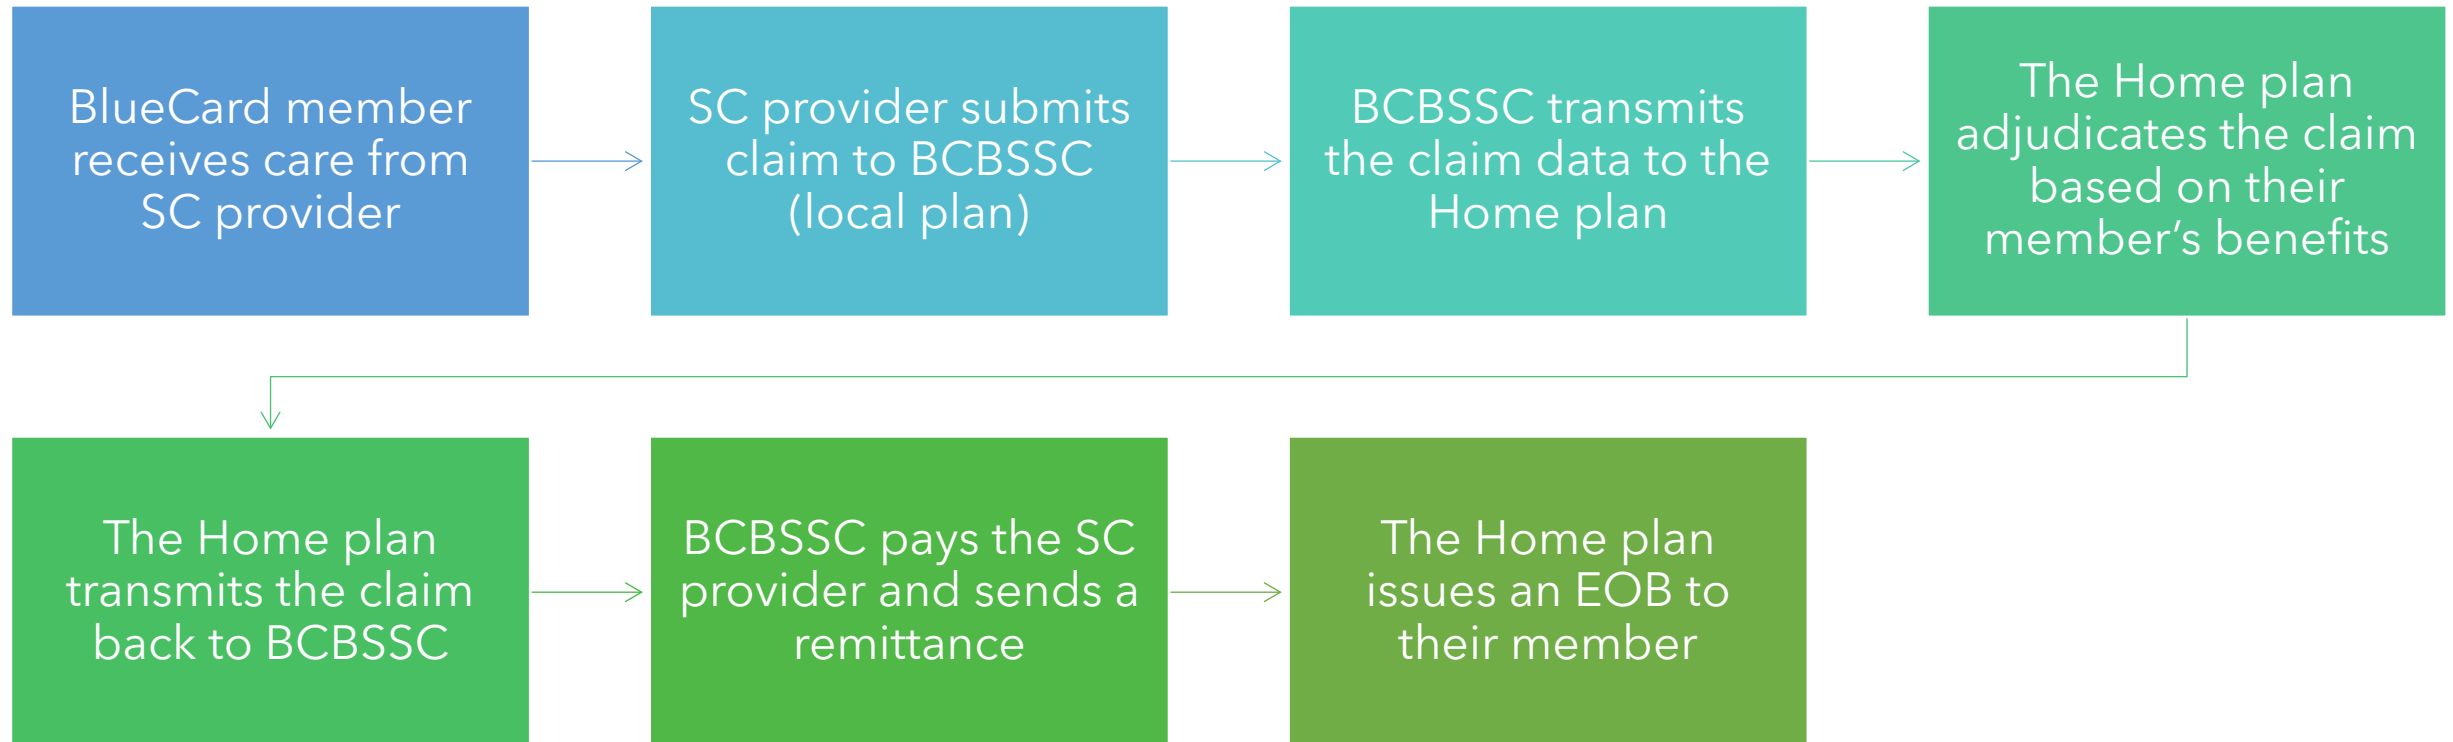 BlueCard member
receives care from
SC provider
SC provider submits
claim to BCBSSC
(local plan)
BCBSSC transmits
the claim data to the
Home plan
The Home plan
adjudicates the claim
based on their
member’s benefits
The Home plan
transmits the claim
back to BCBSSC
BCBSSC pays the SC
provider and sends a
remittance
The Home plan
issues an EOB to
their member